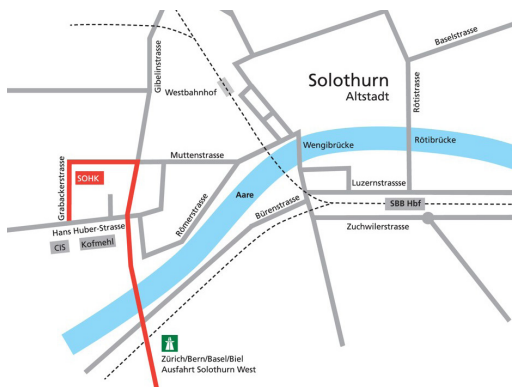 Baselstrasse
Gibelinstrasse
Westbahnhof
Solothurn
Altstadt
Rötistrasse
Wengibrücke
Rötibrücke
Muttenstrasse
Grabackerstrasse
SOHK
Luzernstrassse
Aare
Römerstrasse
Bürenstrasse
SBB Hbf
Hans Huber-Strasse
Zuchwilerstrasse
CIS
Kofmehl
Zürich/Bern/Basel/Biel
Ausfahrt Solothurn West